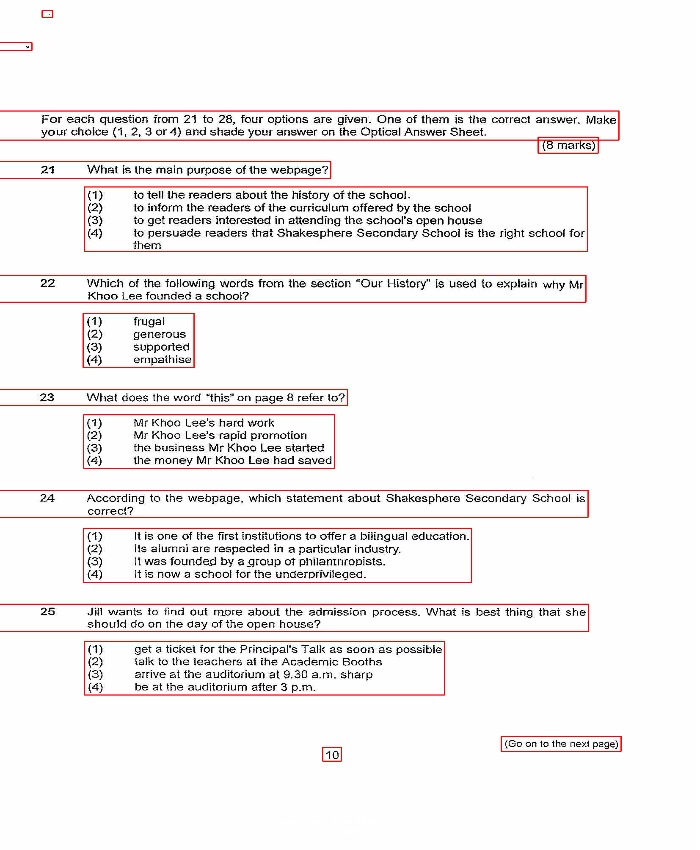 For each question from 21 to 28, four options are given. One of them is the correct answer. Make
your choice (1, 2, 3 or 4) and shade your answer on the Optical Answer Sheet.
(8 marks)
21 What is the main purpose of the webpage?
(1) to tell the readers about the history of the school.
(2) to inform the readers of the curriculum offered by the school
(3) to get readers interested in attending the school's open house
(4) to persuade readers that Shakesphere Secondary School is the right school for
them
22 Which of the following words from the section "Our History" is used to explain why Mr
Khoo Lee founded a school?
(1) frugal
(2) generous
(3) supported
(4) empathise
23 What does the word "this" on page 8 refer to?
(1) Mr Khoo Lee's hard work
(2) Mr Khoo Lee's rapid promotion
(3) the business Mr Khoo Lee started
(4) the money Mr Khoo Lee had saved
24 According to the webpage, which statement about Shakesphere Secondary School is
correct?
(1) It is one of the first institutions to offer a bilingual education.
(2) Its alumni are respected in a particular industry.
(3) It was founded by a group of philanthropists.
(4) It is now a school for the underprivileged.
25 Jill wants to find out more about the admission process. What is best thing that she
should do on the day of the open house?
(1) get a ticket for the Principal's Talk as soon as possible
(2) talk to the teachers at the Academic Booths
(3) arrive at the auditorium at 9.30 a.m. sharp
(4) be at the auditorium after 3 p.m.
(Go on to the next page)
10